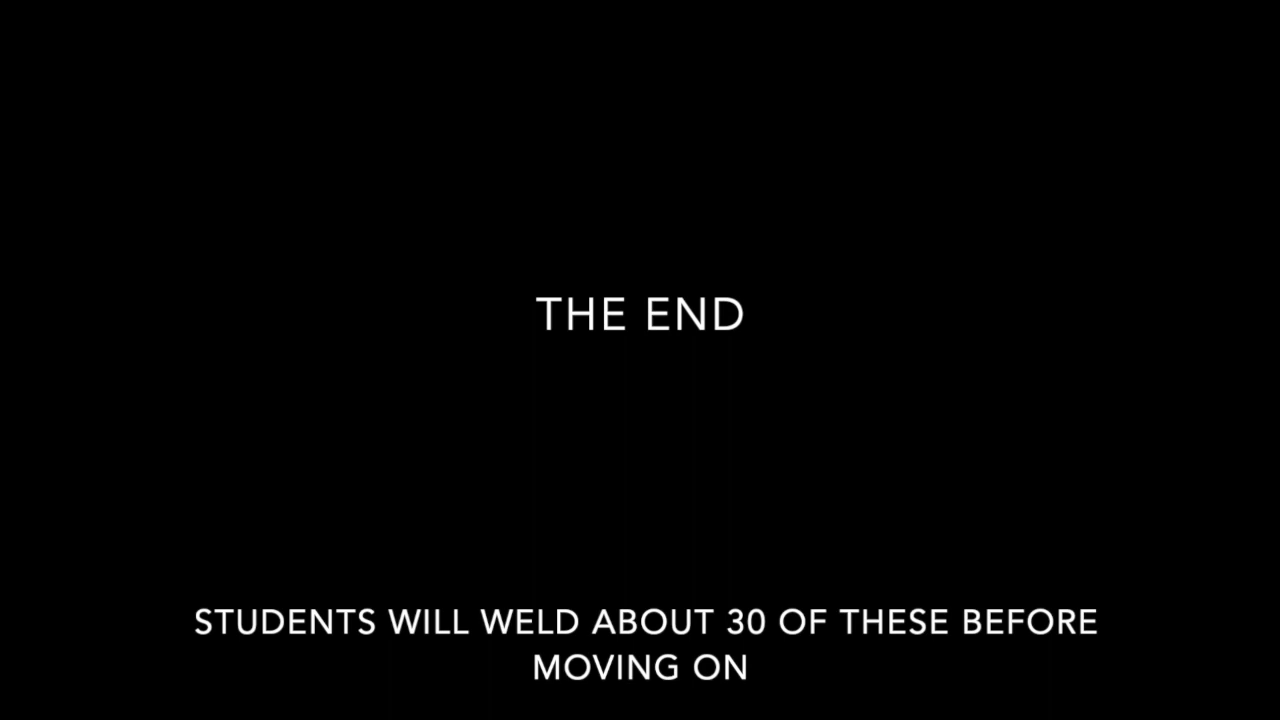 THE END
STUDENTS WILL WELD ABOUT 30 OF THESE BEFORE
MOVING ON